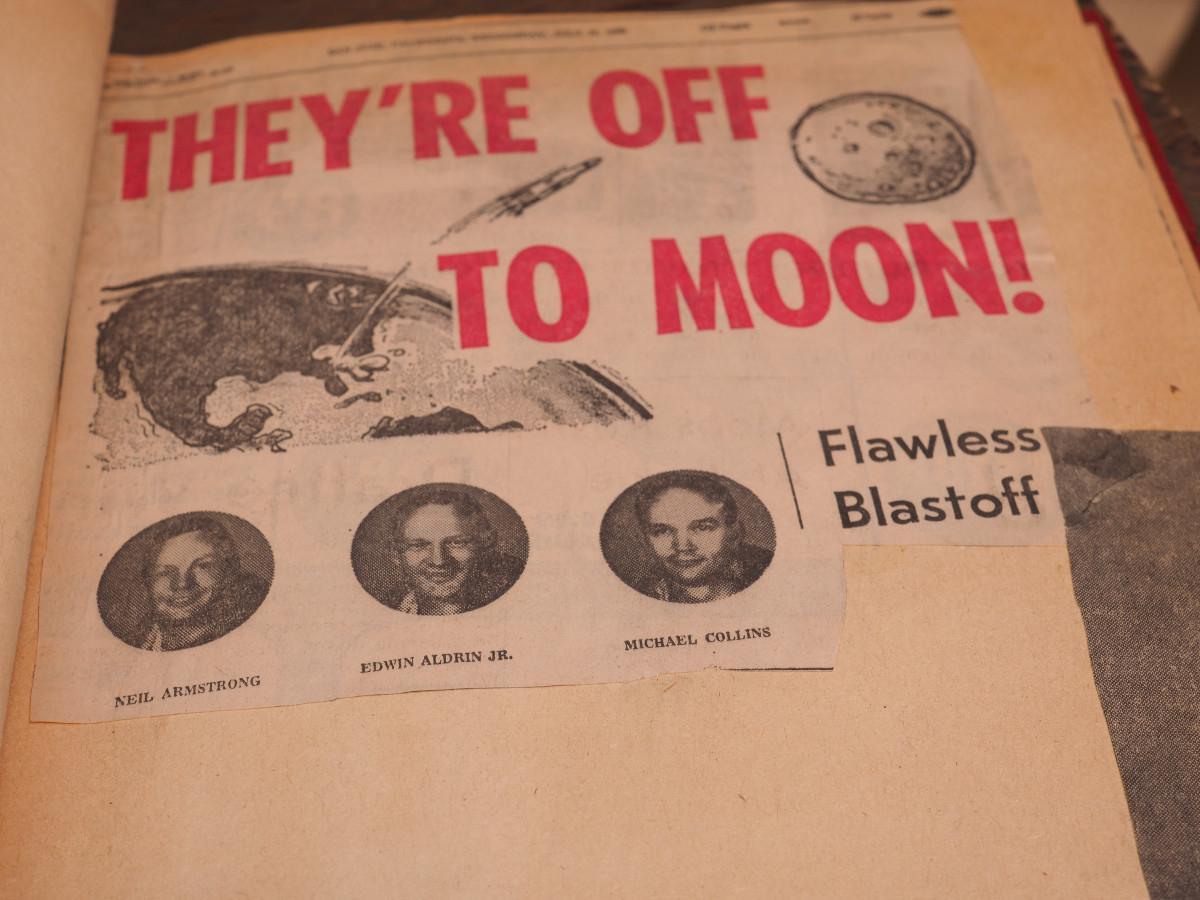 THEY'RE OFF
TO MOON!
Flawless
Blastoff
NEIL ARMSTRONG
EDWIN ALDRIN JR.
MICHAEL COLLINS